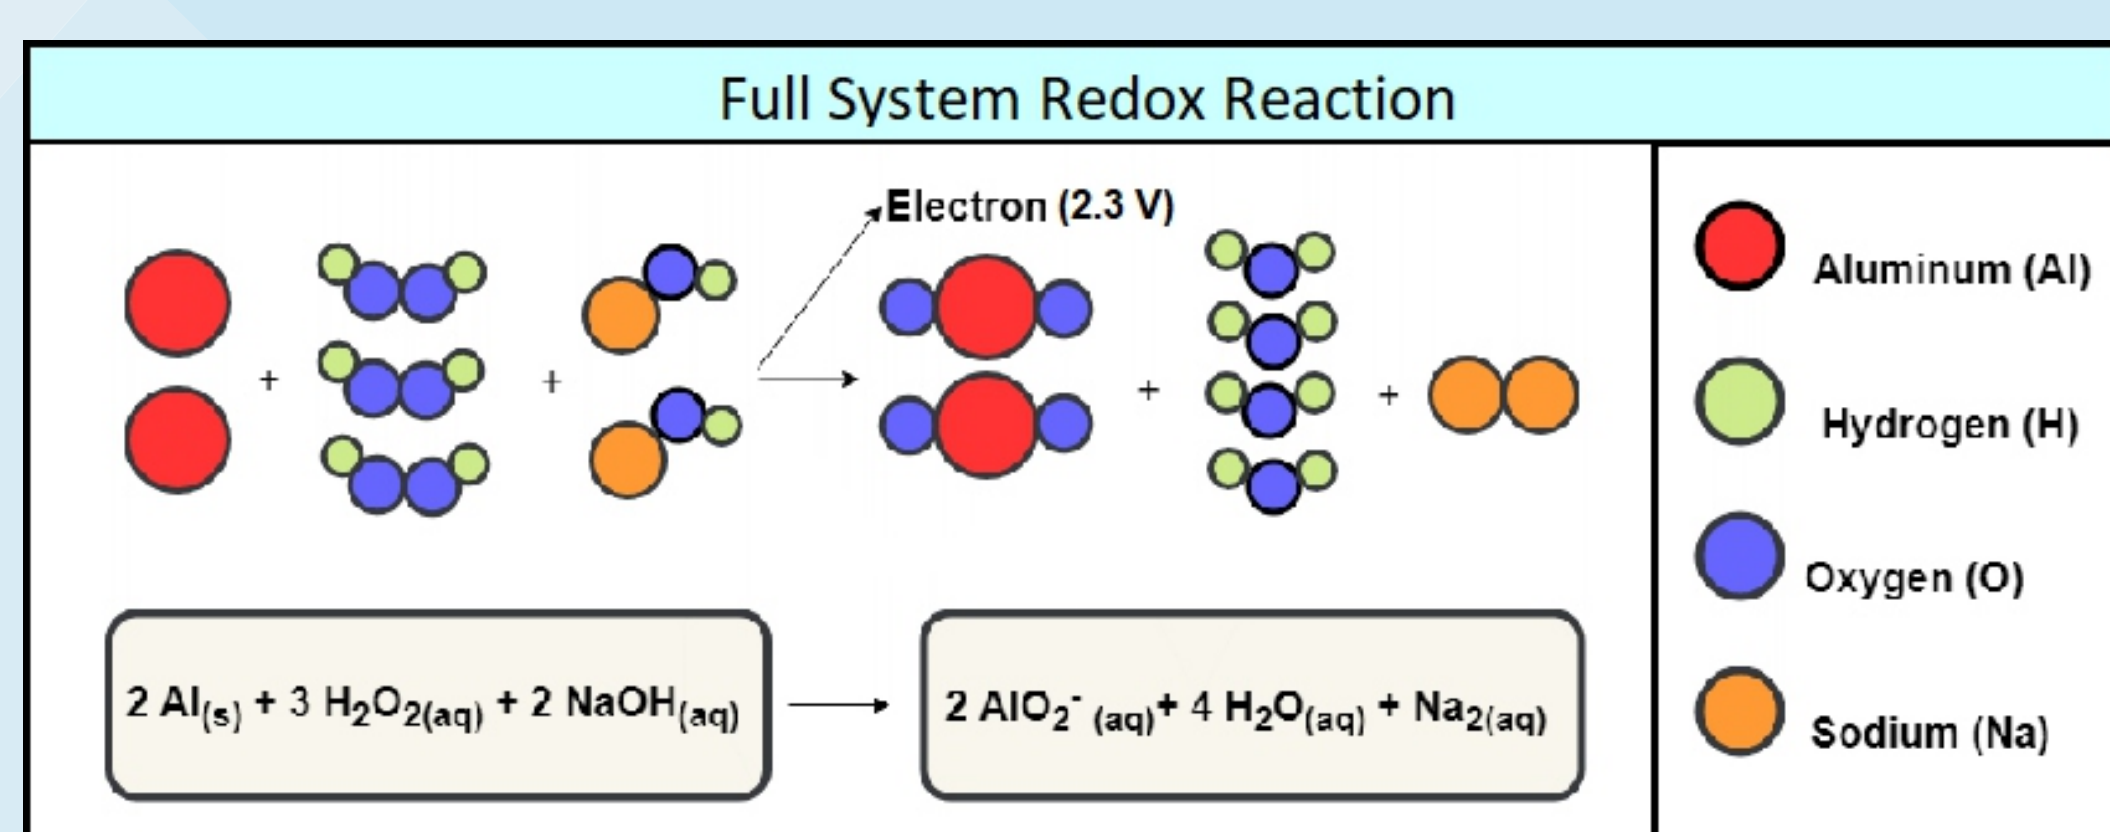 Full System Redox Reaction
Electron (2.3 V)
+ + + +
2 Al(s) + 3 H₂O₂(aq) + 2 NaOH(aq)
2 AlO₂⁻ (aq)+ 4 H₂O(aq) + Na₂(aq)
Aluminum (Al)
Hydrogen (H)
Oxygen (O)
Sodium (Na)